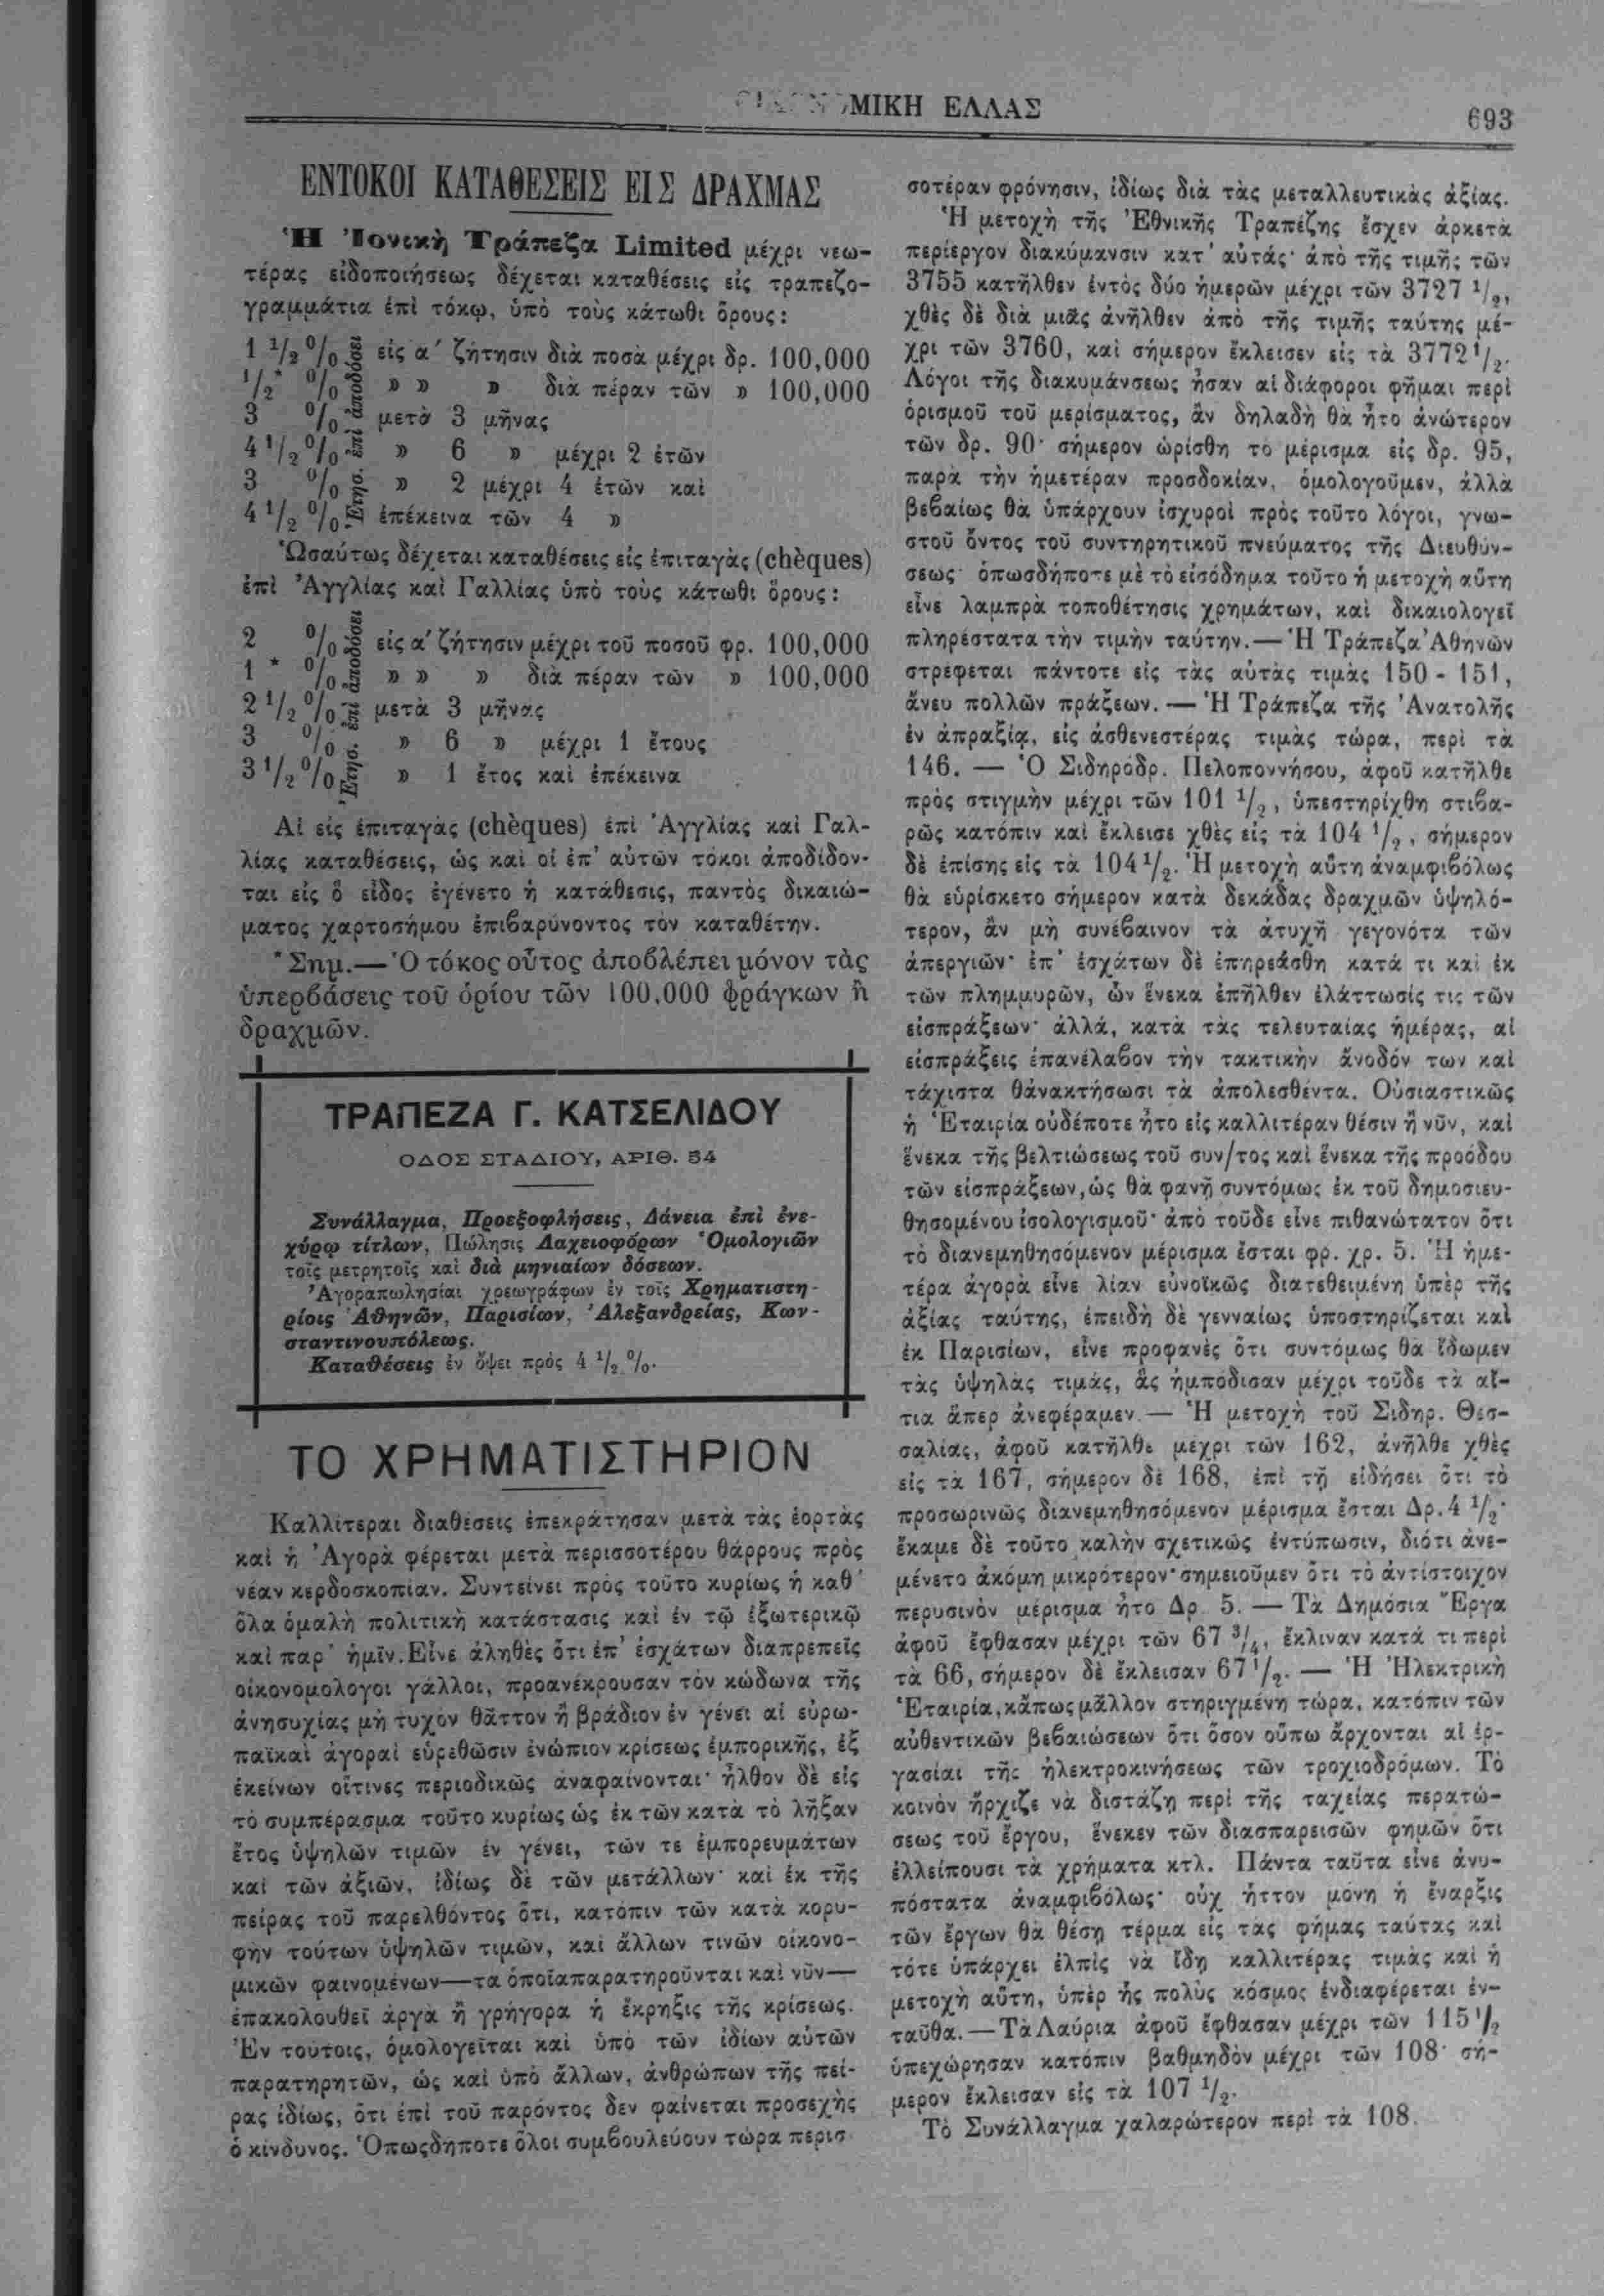 ΜΙΚΗ ΕΛΛΑΣ
693
ΕΝΤΟΚΟΙ ΚΑΤΑΘΕΣΕΙΣ ΕΙΣ ΔΡΑΧΜΑΣ
Ἡ Ἰονικὴ Τράπεζα Limited μέχρι νεω-
τέρας εἰδοποιήσεως δέχεται καταθέσεις εἰς τραπεζο-
γραμμάτια ἐπὶ τόκῳ, ὑπὸ τοὺς κάτωθι ὅρους:
1 1/2 % εἰς α΄ ζήτησιν διὰ ποσὰ μέχρι δρ. 100,000
1/2* % » » » διὰ πέραν τῶν » 100,000
3 % μετὰ 3 μῆνας
4 1/2 % » 6 » μέχρι 2 ἐτῶν
3 % » 2 μέχρι 4 ἐτῶν καὶ
4 1/2 % ἐπέκεινα τῶν 4 »
Ἐτησ. ἐπὶ ἀποδόσει
Ὡσαύτως δέχεται καταθέσεις εἰς ἐπιταγὰς (chèques)
ἐπὶ Ἀγγλίας καὶ Γαλλίας ὑπὸ τοὺς κάτωθι ὅρους:
2 % εἰς α΄ ζήτησιν μέχρι τοῦ ποσοῦ φρ. 100,000
1 * % » » » διὰ πέραν τῶν » 100,000
2 1/2 % μετὰ 3 μῆνας
3 % » 6 » μέχρι 1 ἔτους
3 1/2 % » 1 ἔτος καὶ ἐπέκεινα
Ἐτησ. ἐπὶ ἀποδόσει
Αἱ εἰς ἐπιταγὰς (chèques) ἐπὶ Ἀγγλίας καὶ Γαλ-
λίας καταθέσεις, ὡς καὶ οἱ ἐπ' αὐτῶν τόκοι ἀποδίδον-
ται εἰς ὃ εἶδος ἐγένετο ἡ κατάθεσις, παντὸς δικαιώ-
ματος χαρτοσήμου ἐπιβαρύνοντος τὸν καταθέτην.
* Σημ.—Ὁ τόκος οὗτος ἀποβλέπει μόνον τὰς
ὑπερβάσεις τοῦ ὁρίου τῶν 100,000 φράγκων ἢ
δραχμῶν.
ΤΡΑΠΕΖΑ Γ. ΚΑΤΣΕΛΙΔΟΥ
ΟΔΟΣ ΣΤΑΔΙΟΥ, ΑΡΙΘ. 54
Συνάλλαγμα, Προεξοφλήσεις, Δάνεια ἐπὶ ἐνε-
χύρῳ τίτλων, Πώλησις Λαχειοφόρων Ὁμολογιῶν
τοῖς μετρητοῖς καὶ διὰ μηνιαίων δόσεων.
Ἀγοραπωλησίαι χρεωγράφων ἐν τοῖς Χρηματιστη-
ρίοις Ἀθηνῶν, Παρισίων, Ἀλεξανδρείας, Κων-
σταντινουπόλεως.
Καταθέσεις ἐν ὄψει πρὸς 4 1/2 %.
ΤΟ ΧΡΗΜΑΤΙΣΤΗΡΙΟΝ
Καλλίτεραι διαθέσεις ἐπεκράτησαν μετὰ τὰς ἑορτὰς
καὶ ἡ Ἀγορὰ φέρεται μετὰ περισσοτέρου θάρρους πρὸς
νέαν κερδοσκοπίαν. Συντείνει πρὸς τοῦτο κυρίως ἡ καθ'
ὅλα ὁμαλὴ πολιτικὴ κατάστασις καὶ ἐν τῷ ἐξωτερικῷ
καὶ παρ' ἡμῖν. Εἶνε ἀληθὲς ὅτι ἐπ' ἐσχάτων διαπρεπεῖς
οἰκονομολόγοι γάλλοι, προανέκρουσαν τὸν κώδωνα τῆς
ἀνησυχίας μὴ τυχὸν θᾶττον ἢ βράδιον ἐν γένει αἱ εὐρω-
παϊκαὶ ἀγοραὶ εὑρεθῶσιν ἐνώπιον κρίσεως ἐμπορικῆς, ἐξ
ἐκείνων οἵτινες περιοδικῶς ἀναφαίνονται· ἦλθον δὲ εἰς
τὸ συμπέρασμα τοῦτο κυρίως ὡς ἐκ τῶν κατὰ τὸ λῆξαν
ἔτος ὑψηλῶν τιμῶν ἐν γένει, τῶν τε ἐμπορευμάτων
καὶ τῶν ἀξιῶν, ἰδίως δὲ τῶν μετάλλων· καὶ ἐκ τῆς
πείρας τοῦ παρελθόντος ὅτι, κατόπιν τῶν κατὰ κορυ-
φὴν τούτων ὑψηλῶν τιμῶν, καὶ ἄλλων τινῶν οἰκονο-
μικῶν φαινομένων—τα ὁποῖα παρατηροῦνται καὶ νῦν—
ἐπακολουθεῖ ἀργὰ ἢ γρήγορα ἡ ἔκρηξις τῆς κρίσεως.
Ἐν τούτοις, ὁμολογεῖται καὶ ὑπὸ τῶν ἰδίων αὐτῶν
παρατηρητῶν, ὡς καὶ ὑπὸ ἄλλων, ἀνθρώπων τῆς πεί-
ρας ἰδίως, ὅτι ἐπὶ τοῦ παρόντος δεν φαίνεται προσεχὴς
ὁ κίνδυνος. Ὁπωςδήποτε ὅλοι συμβουλεύουν τώρα περισ
σοτέραν φρόνησιν, ἰδίως διὰ τὰς μεταλλευτικὰς ἀξίας.
Ἡ μετοχὴ τῆς Ἐθνικῆς Τραπέζης ἔσχεν ἀρκετὰ
περίεργον διακύμανσιν κατ' αὐτάς· ἀπὸ τῆς τιμῆς τῶν
3755 κατῆλθεν ἐντὸς δύο ἡμερῶν μέχρι τῶν 3727 1/2,
χθὲς δὲ διὰ μιᾶς ἀνῆλθεν ἀπὸ τῆς τιμῆς ταύτης μέ-
χρι τῶν 3760, καὶ σήμερον ἔκλεισεν εἰς τὰ 3772 1/2.
Λόγοι τῆς διακυμάνσεως ἦσαν αἱ διάφοροι φῆμαι περὶ
ὁρισμοῦ τοῦ μερίσματος, ἂν δηλαδὴ θὰ ἦτο ἀνώτερον
τῶν δρ. 90· σήμερον ὡρίσθη τὸ μέρισμα εἰς δρ. 95,
παρὰ τὴν ἡμετέραν προσδοκίαν, ὁμολογοῦμεν, ἀλλὰ
βεβαίως θὰ ὑπάρχουν ἰσχυροὶ πρὸς τοῦτο λόγοι, γνω-
στοῦ ὄντος τοῦ συντηρητικοῦ πνεύματος τῆς Διευθύν-
σεως· ὁπωσδήποτε μὲ τὸ εἰσόδημα τοῦτο ἡ μετοχὴ αὕτη
εἶνε λαμπρὰ τοποθέτησις χρημάτων, καὶ δικαιολογεῖ
πληρέστατα τὴν τιμὴν ταύτην.— Ἡ Τράπεζα Ἀθηνῶν
στρέφεται πάντοτε εἰς τὰς αὐτὰς τιμὰς 150 - 151,
ἄνευ πολλῶν πράξεων. — Ἡ Τράπεζα τῆς Ἀνατολῆς
ἐν ἀπραξίᾳ, εἰς ἀσθενεστέρας τιμὰς τώρα, περὶ τὰ
146. — Ὁ Σιδηρόδρ. Πελοποννήσου, ἀφοῦ κατῆλθε
πρὸς στιγμὴν μέχρι τῶν 101 1/2, ὑπεστηρίχθη στιβα-
ρῶς κατόπιν καὶ ἔκλεισε χθὲς εἰς τὰ 104 1/2, σήμερον
δὲ ἐπίσης εἰς τὰ 104 1/2. Ἡ μετοχὴ αὕτη ἀναμφιβόλως
θὰ εὑρίσκετο σήμερον κατὰ δεκάδας δραχμῶν ὑψηλό-
τερον, ἂν μὴ συνέβαινον τὰ ἀτυχῆ γεγονότα τῶν
ἀπεργιῶν· ἐπ' ἐσχάτων δὲ ἐπηρεάσθη κατά τι καὶ ἐκ
τῶν πλημμυρῶν, ὧν ἕνεκα ἐπῆλθεν ἐλάττωσίς τις τῶν
εἰσπράξεων· ἀλλά, κατὰ τὰς τελευταίας ἡμέρας, αἱ
εἰσπράξεις ἐπανέλαβον τὴν τακτικὴν ἄνοδόν των καὶ
τάχιστα θἀνακτήσωσι τὰ ἀπολεσθέντα. Οὐσιαστικῶς
ἡ Ἑταιρία οὐδέποτε ἦτο εἰς καλλιτέραν θέσιν ἢ νῦν, καὶ
ἕνεκα τῆς βελτιώσεως τοῦ συν/τος καὶ ἕνεκα τῆς προόδου
τῶν εἰσπράξεων, ὡς θὰ φανῇ συντόμως ἐκ τοῦ δημοσιευ-
θησομένου ἰσολογισμοῦ· ἀπὸ τοῦδε εἶνε πιθανώτατον ὅτι
τὸ διανεμηθησόμενον μέρισμα ἔσται φρ. χρ. 5. Ἡ ἡμε-
τέρα ἀγορὰ εἶνε λίαν εὐνοϊκῶς διατεθειμένη ὑπὲρ τῆς
ἀξίας ταύτης, ἐπειδὴ δὲ γενναίως ὑποστηρίζεται καὶ
ἐκ Παρισίων, εἶνε προφανὲς ὅτι συντόμως θὰ ἴδωμεν
τὰς ὑψηλὰς τιμάς, ἃς ἠμπόδισαν μέχρι τοῦδε τὰ αἴ-
τια ἅπερ ἀνεφέραμεν.— Ἡ μετοχὴ τοῦ Σιδηρ. Θεσ-
σαλίας, ἀφοῦ κατῆλθε μέχρι τῶν 162, ἀνῆλθε χθὲς
εἰς τὰ 167, σήμερον δὲ 168, ἐπὶ τῇ εἰδήσει ὅτι τὸ
προσωρινῶς διανεμηθησόμενον μέρισμα ἔσται Δρ. 4 1/2·
ἔκαμε δὲ τοῦτο καλὴν σχετικῶς ἐντύπωσιν, διότι ἀνε-
μένετο ἀκόμη μικρότερον· σημειοῦμεν ὅτι τὸ ἀντίστοιχον
περυσινὸν μέρισμα ἦτο Δρ. 5. — Τὰ Δημόσια Ἔργα
ἀφοῦ ἔφθασαν μέχρι τῶν 67 3/4, ἔκλιναν κατά τι περὶ
τὰ 66, σήμερον δὲ ἔκλεισαν 67 1/2. — Ἡ Ἠλεκτρικὴ
Ἑταιρία, κἄπως μᾶλλον στηριγμένη τώρα, κατόπιν τῶν
αὐθεντικῶν βεβαιώσεων ὅτι ὅσον οὔπω ἄρχονται αἱ ἐρ-
γασίαι τῆς ἠλεκτροκινήσεως τῶν τροχιοδρόμων. Τὸ
κοινὸν ἤρχιζε νὰ διστάζῃ περὶ τῆς ταχείας περατώ-
σεως τοῦ ἔργου, ἕνεκεν τῶν διασπαρεισῶν φημῶν ὅτι
ἐλλείπουσι τὰ χρήματα κτλ. Πάντα ταῦτα εἶνε ἀνυ-
πόστατα ἀναμφιβόλως· οὐχ ἧττον μόνη ἡ ἔναρξις
τῶν ἔργων θὰ θέσῃ τέρμα εἰς τὰς φήμας ταύτας καὶ
τότε ὑπάρχει ἐλπὶς νὰ ἴδῃ καλλιτέρας τιμὰς καὶ ἡ
μετοχὴ αὕτη, ὑπὲρ ἧς πολὺς κόσμος ἐνδιαφέρεται ἐν-
ταῦθα.—Τὰ Λαύρια ἀφοῦ ἔφθασαν μέχρι τῶν 115 1/2
ὑπεχώρησαν κατόπιν βαθμηδὸν μέχρι τῶν 108· σή-
μερον ἔκλεισαν εἰς τὰ 107 1/2.
Τὸ Συνάλλαγμα χαλαρώτερον περὶ τὰ 108.